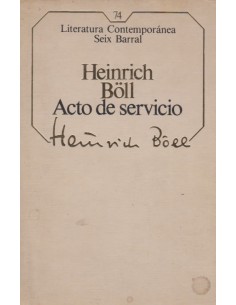 74
Literatura Contemporánea
Seix Barral
Heinrich
Böll
Acto de servicio
Heinrich Böll